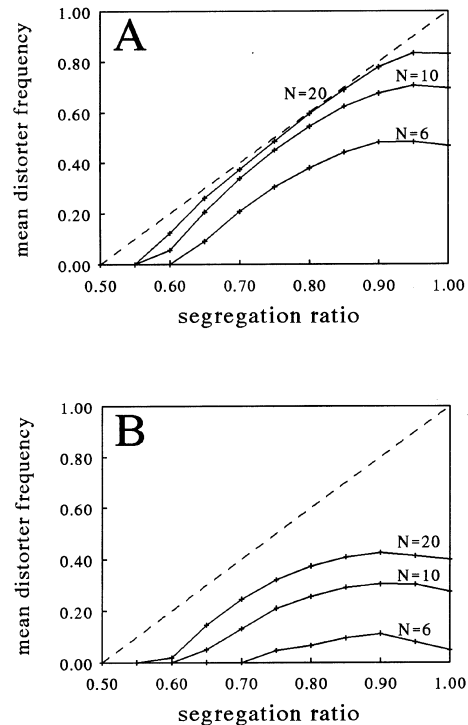 A
mean distorter frequency
1.00
0.80
0.60
0.40
0.20
0.00
N=20
N=10
N=6
0.50 0.60 0.70 0.80 0.90 1.00
segregation ratio
B
mean distorter frequency
1.00
0.80
0.60
0.40
0.20
0.00
N=20
N=10
N=6
0.50 0.60 0.70 0.80 0.90 1.00
segregation ratio